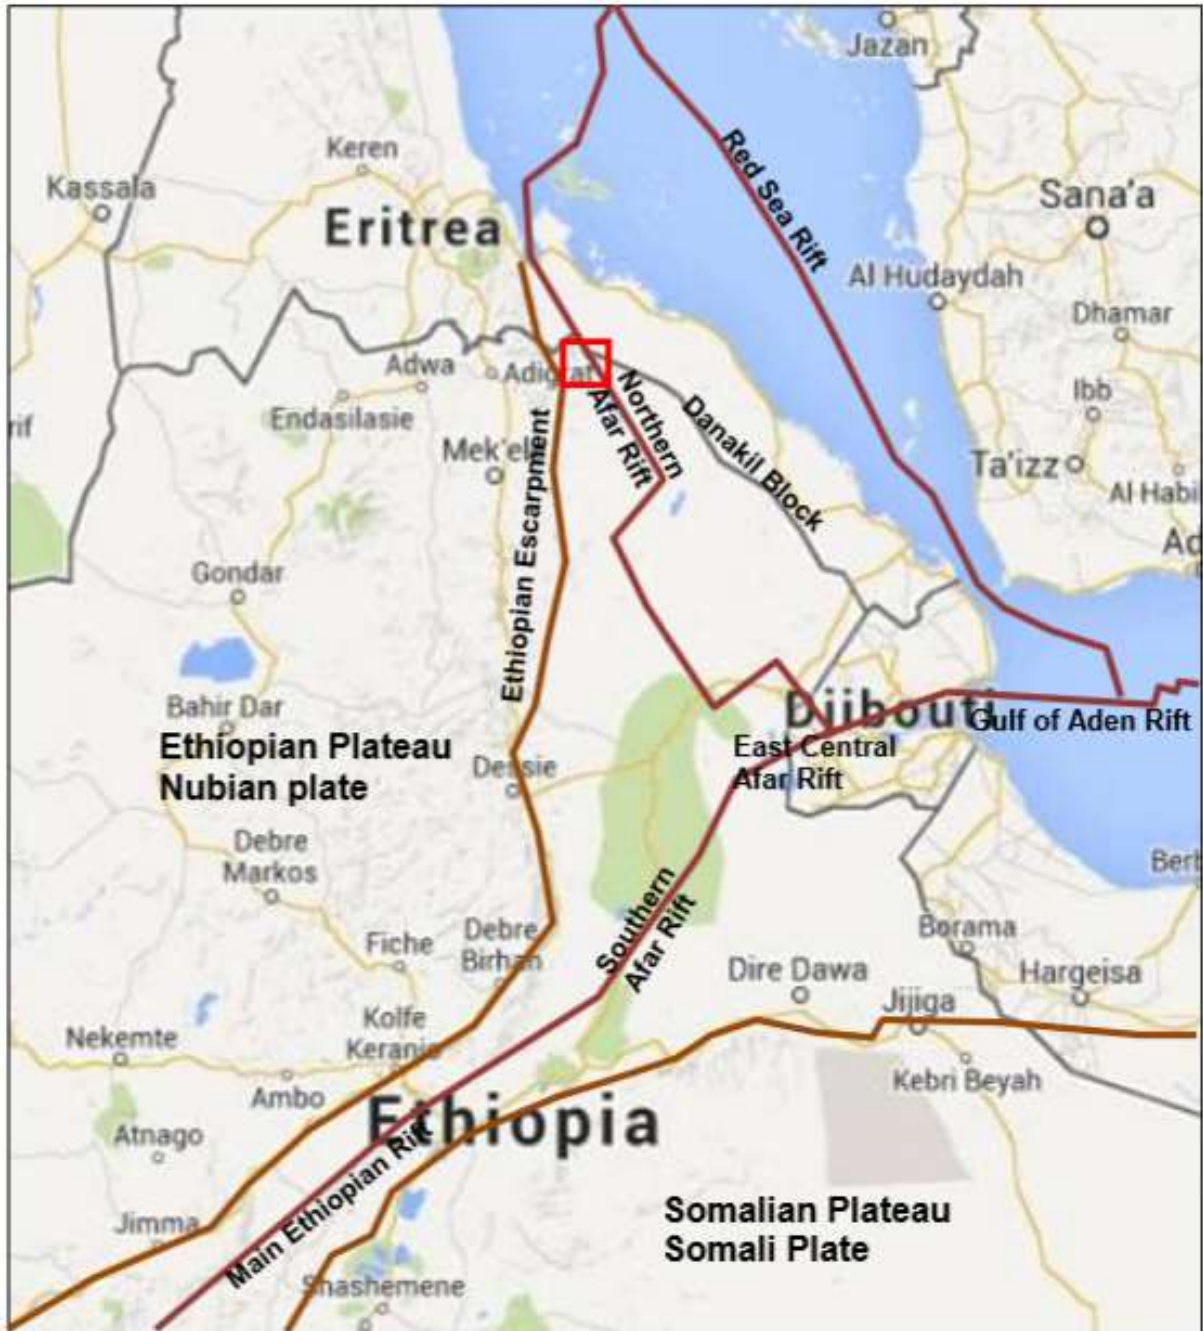 Jazan
Keren
Kassala
Red Sea Rift
Sana'a
Eritrea
Al Hudaydah
Dhamar
Adwa
Adigrat
Ibb
Endasilasie
Northern
Afar Rift
Danakil Block
rif
Mek'ele
Ta'izz
Al Habi
Ethiopian Escarpment
Gondar
Bahir Dar
Djibouti
Gulf of Aden Rift
Ethiopian Plateau
Nubian plate
East Central
Afar Rift
Dessie
Debre
Markos
Bert
Southern
Afar Rift
Fiche
Debre
Birhan
Borama
Dire Dawa
Hargeisa
Jijiga
Kolfe
Keranio
Nekemte
Ambo
Kebri Beyah
Ethiopia
Atnago
Main Ethiopian Rift
Jimma
Somalian Plateau
Somali Plate
Shashemene